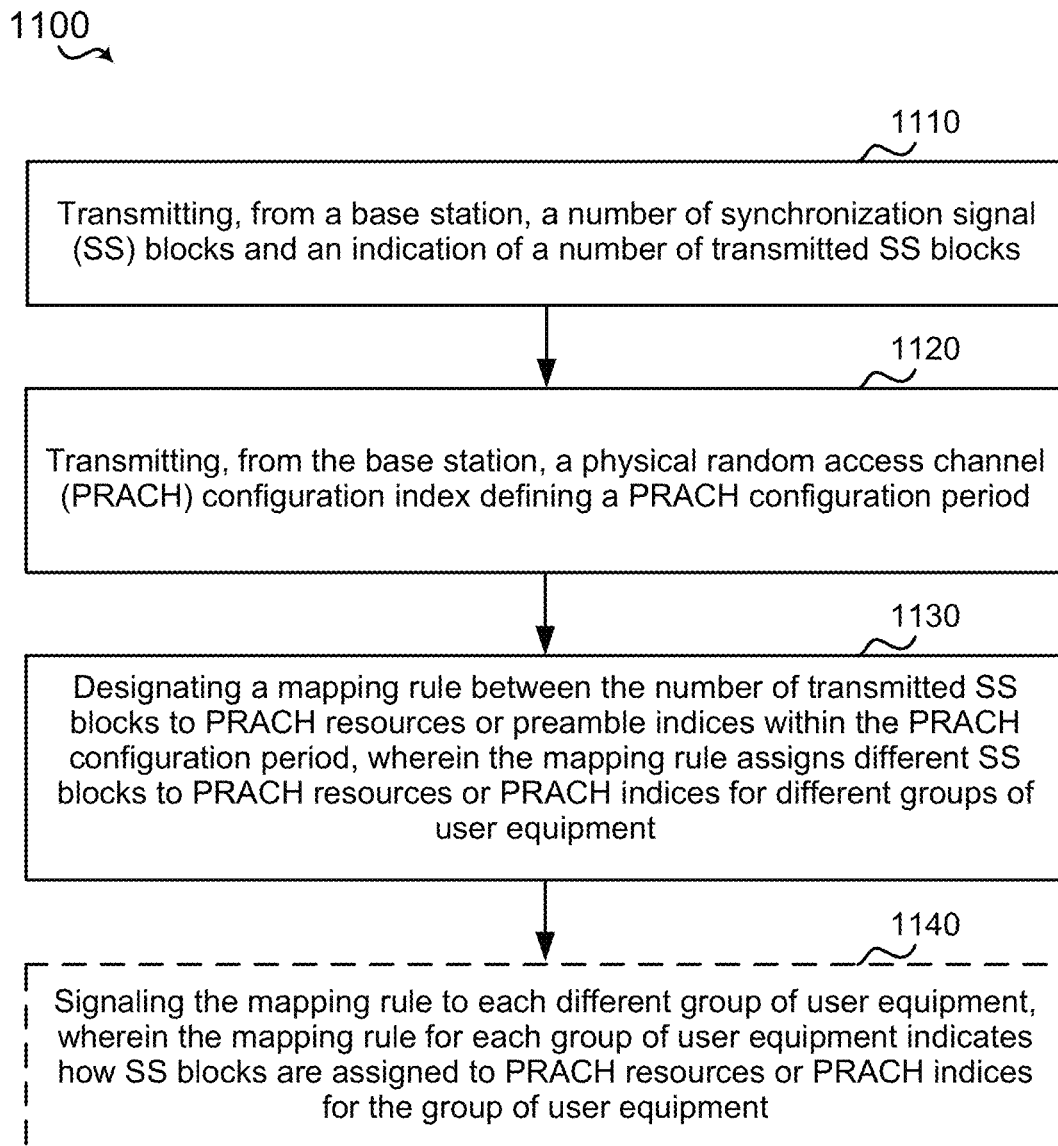 1100
1110
Transmitting, from a base station, a number of synchronization signal
(SS) blocks and an indication of a number of transmitted SS blocks
1120
Transmitting, from the base station, a physical random access channel
(PRACH) configuration index defining a PRACH configuration period
1130
Designating a mapping rule between the number of transmitted SS
blocks to PRACH resources or preamble indices within the PRACH
configuration period, wherein the mapping rule assigns different SS
blocks to PRACH resources or PRACH indices for different groups of
user equipment
1140
Signaling the mapping rule to each different group of user equipment,
wherein the mapping rule for each group of user equipment indicates
how SS blocks are assigned to PRACH resources or PRACH indices
for the group of user equipment